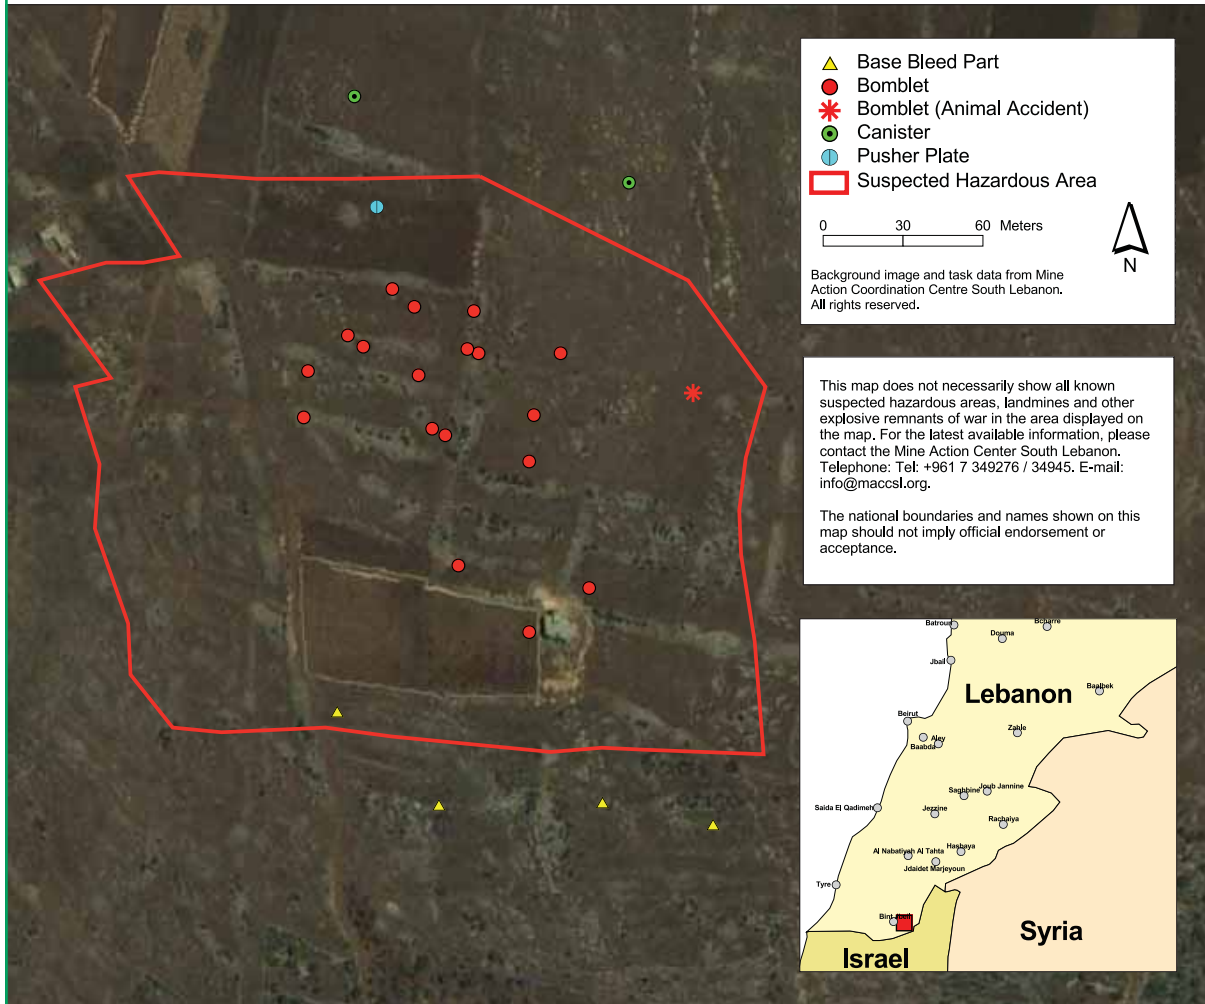 Base Bleed Part
Bomblet
Bomblet (Animal Accident)
Canister
Pusher Plate
Suspected Hazardous Area
0 30 60 Meters
N
Background image and task data from Mine
Action Coordination Centre South Lebanon.
All rights reserved.
This map does not necessarily show all known
suspected hazardous areas, landmines and other
explosive remnants of war in the area displayed on
the map. For the latest available information, please
contact the Mine Action Center South Lebanon.
Telephone: Tel: +961 7 349276 / 34945. E-mail:
info@maccsl.org.
The national boundaries and names shown on this
map should not imply official endorsement or
acceptance.
Batroun
Bcharre
Douma
Jbail
Lebanon
Baalbek
Beirut
Zahle
Aley
Baabda
Saghbine
Joub Jannine
Saida El Qadimeh
Jezzine
Rachaiya
Al Nabatiyah Al Tahta
Hasbaya
Jdaidet Marjeyoun
Tyre
Bint
Syria
Israel